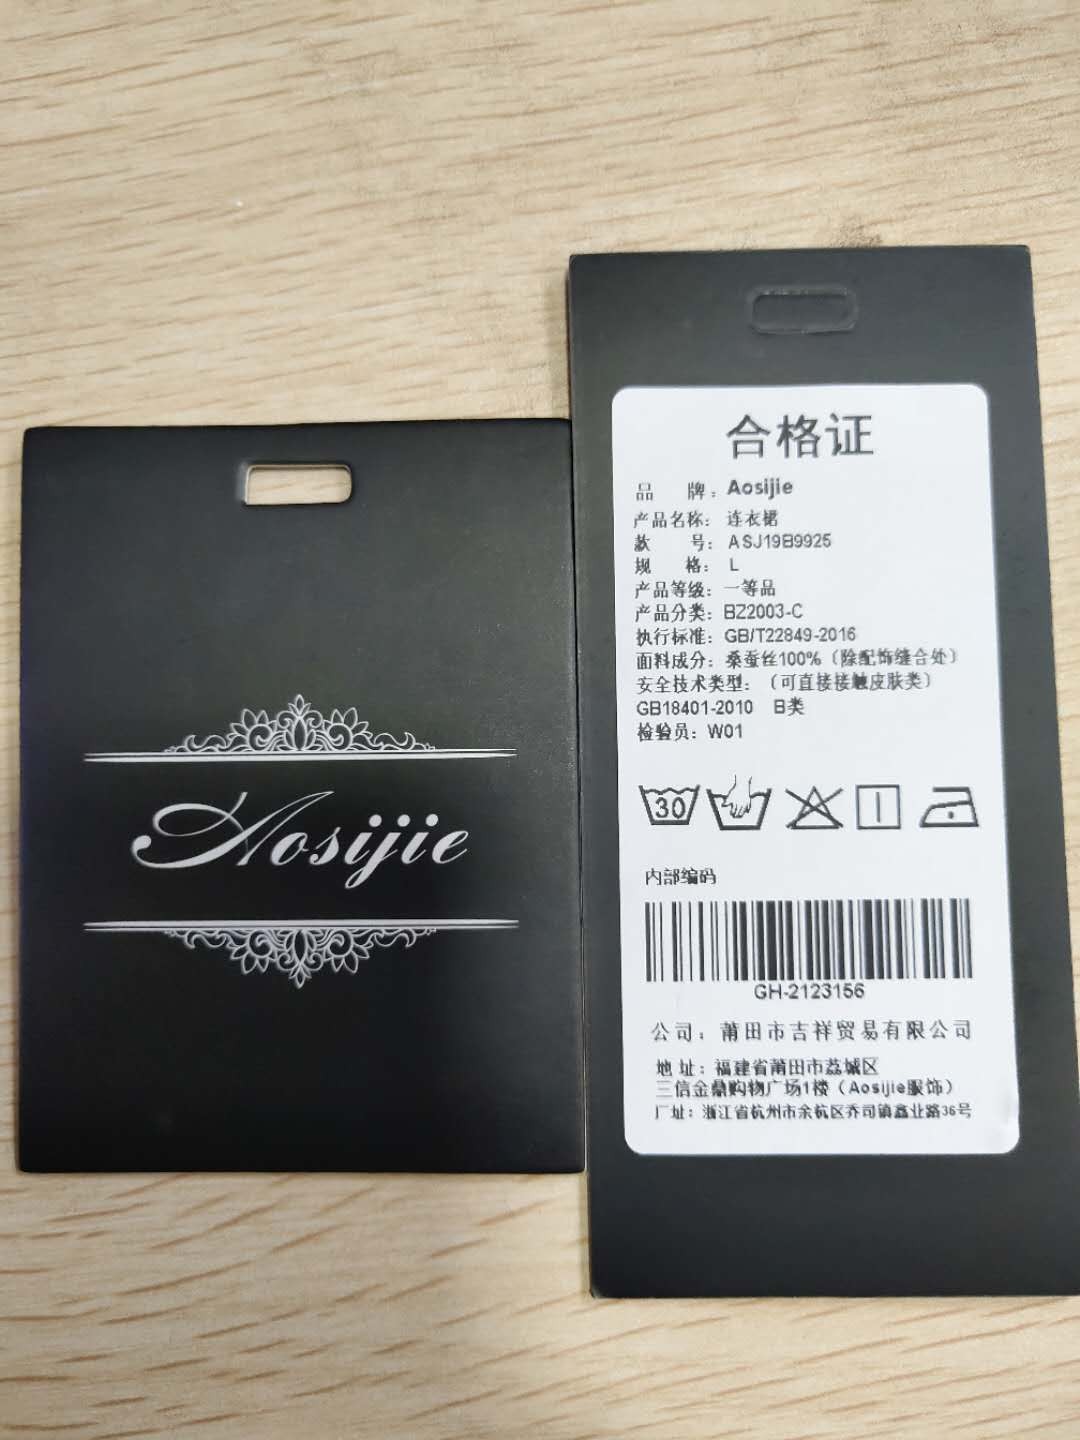 Aosijie
合格证
品 牌：Aosijie
产品名称：连衣裙
款 号：ASJ19B9925
规 格：L
产品等级：一等品
产品分类：BZ2003-C
执行标准：GB/T22849-2016
面料成分：桑蚕丝100%（除配饰缝合处）
安全技术类型：（可直接接触皮肤类）
GB18401-2010 B类
检验员：W01
30
内部编码
GH-2123156
公司：莆田市吉祥贸易有限公司
地址：福建省莆田市荔城区
三信金鼎购物广场1楼（Aosijie服饰）
厂址：浙江省杭州市余杭区乔司镇鑫业路36号